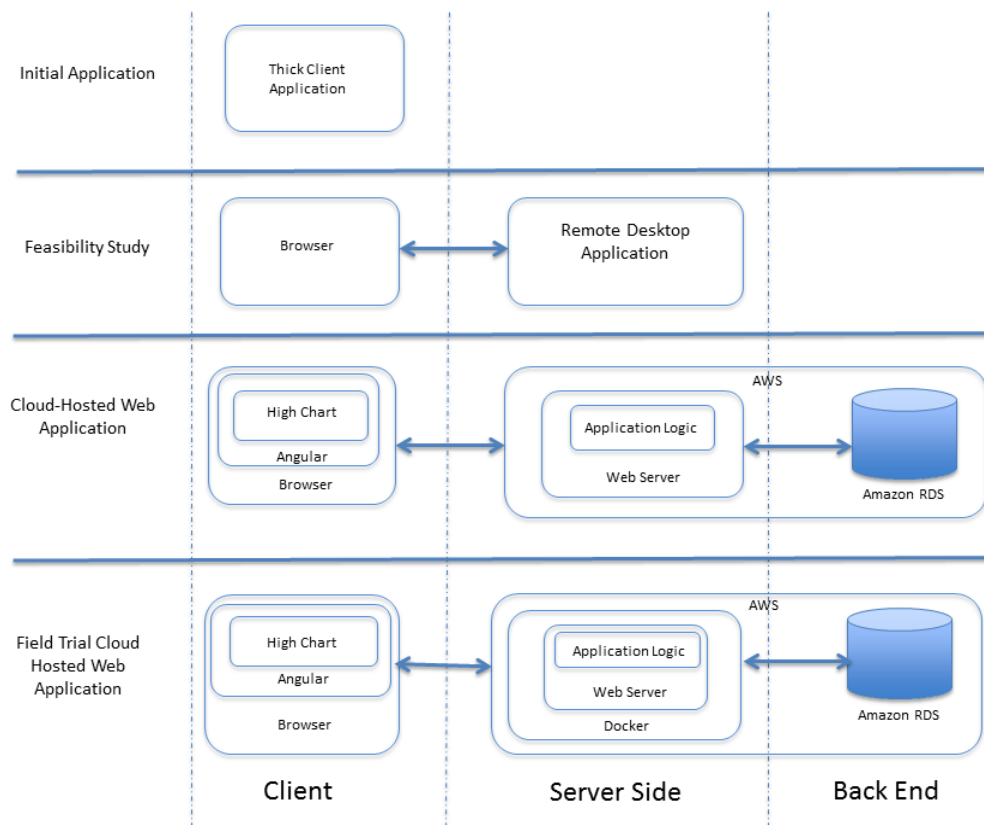 Initial Application
Thick Client
Application
Feasibility Study
Browser
Remote Desktop
Application
Cloud-Hosted Web
Application
High Chart
Angular
Browser
AWS
Application Logic
Web Server
Amazon RDS
Field Trial Cloud
Hosted Web
Application
High Chart
Angular
Browser
AWS
Application Logic
Web Server
Docker
Amazon RDS
Client
Server Side
Back End